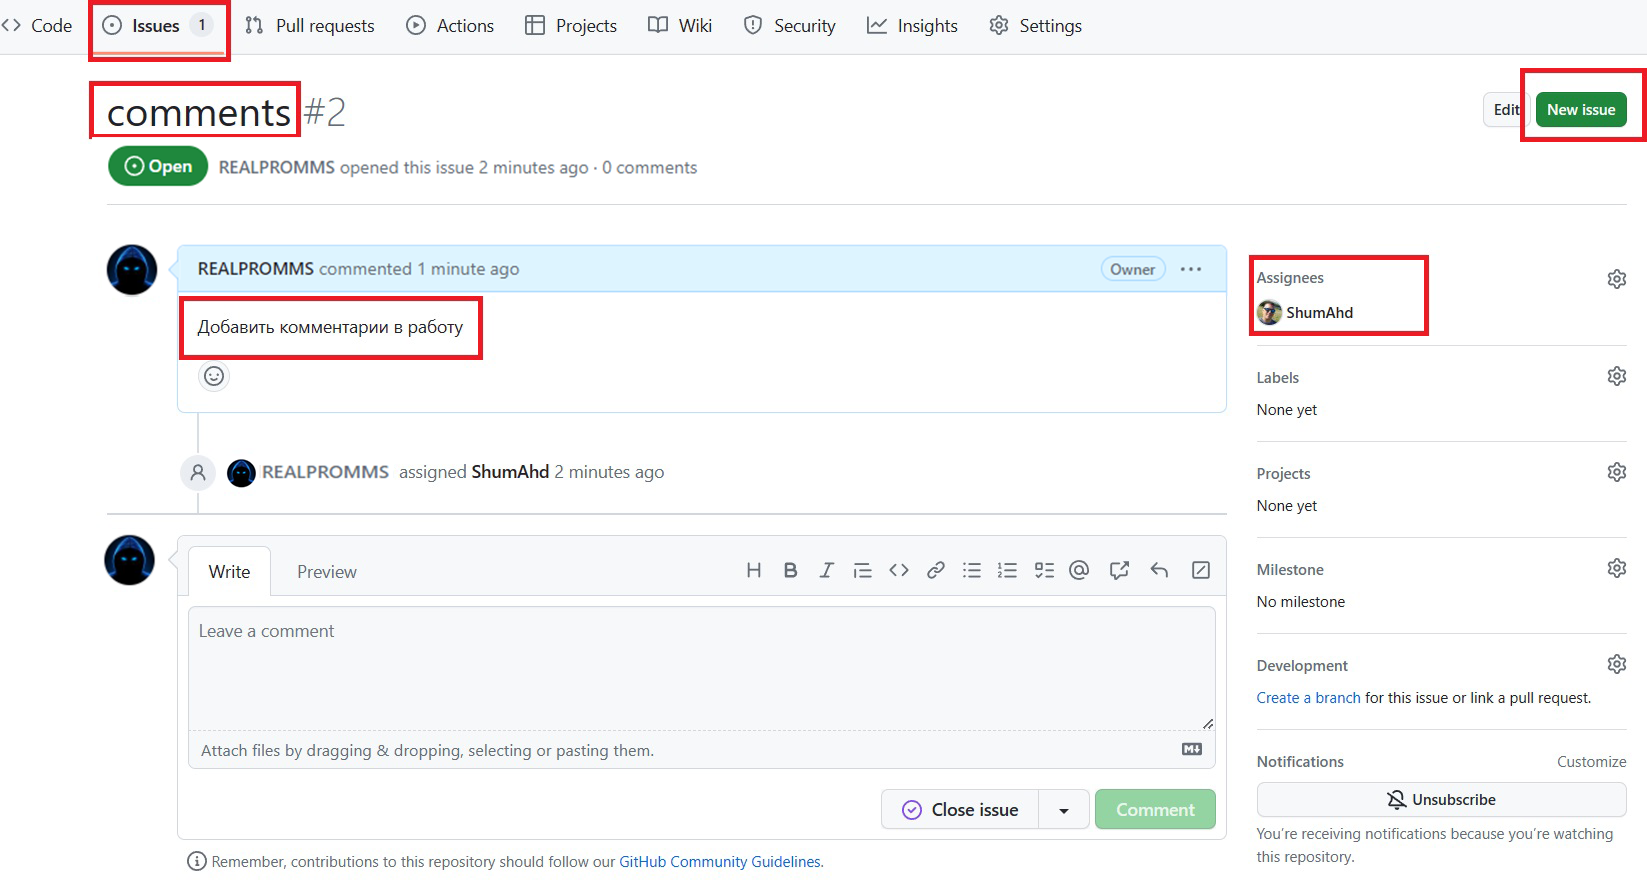 Code Issues 1 Pull requests Actions Projects Wiki Security Insights Settings
comments #2
Edit New issue
Open REALPROMMS opened this issue 2 minutes ago · 0 comments
REALPROMMS commented 1 minute ago Owner
Добавить комментарии в работу
REALPROMMS assigned ShumAhd 2 minutes ago
Write Preview
Leave a comment
Attach files by dragging & dropping, selecting or pasting them.
Close issue Comment
Remember, contributions to this repository should follow our GitHub Community Guidelines.
Assignees
ShumAhd
Labels
None yet
Projects
None yet
Milestone
No milestone
Development
Create a branch for this issue or link a pull request.
Notifications Customize
Unsubscribe
You're receiving notifications because you're watching
this repository.